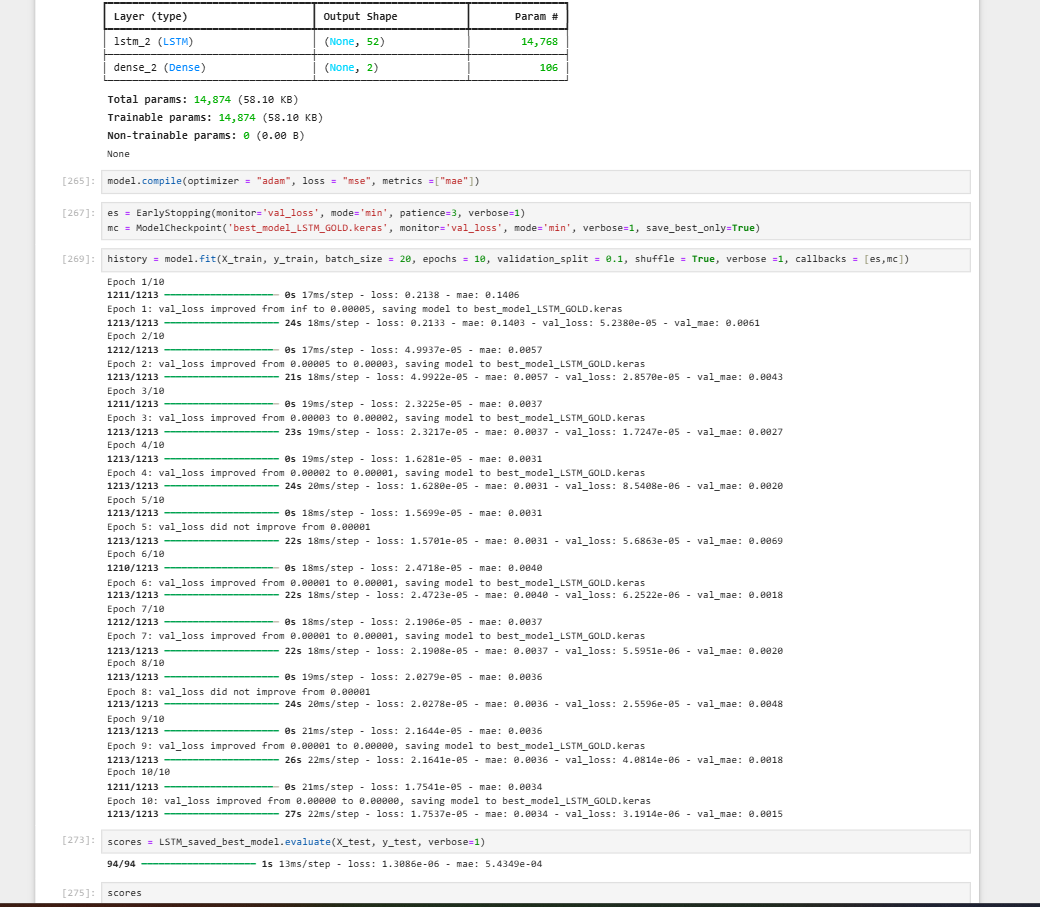 Layer (type) Output Shape Param #
lstm_2 (LSTM) (None, 52) 14,768
dense_2 (Dense) (None, 2) 106
Total params: 14,874 (58.10 KB)
Trainable params: 14,874 (58.10 KB)
Non-trainable params: 0 (0.00 B)
None
[265]: model.compile(optimizer = "adam", loss = "mse", metrics =["mae"])
[267]: es = EarlyStopping(monitor='val_loss', mode='min', patience=3, verbose=1)
mc = ModelCheckpoint('best_model_LSTM_GOLD.keras', monitor='val_loss', mode='min', verbose=1, save_best_only=True)
[269]: history = model.fit(X_train, y_train, batch_size = 20, epochs = 10, validation_split = 0.1, shuffle = True, verbose =1, callbacks = [es,mc])
Epoch 1/10
1211/1213 0s 17ms/step - loss: 0.2138 - mae: 0.1406
Epoch 1: val_loss improved from inf to 0.00005, saving model to best_model_LSTM_GOLD.keras
1213/1213 24s 18ms/step - loss: 0.2133 - mae: 0.1403 - val_loss: 5.2380e-05 - val_mae: 0.0061
Epoch 2/10
1212/1213 0s 17ms/step - loss: 4.9937e-05 - mae: 0.0057
Epoch 2: val_loss improved from 0.00005 to 0.00003, saving model to best_model_LSTM_GOLD.keras
1213/1213 21s 18ms/step - loss: 4.9922e-05 - mae: 0.0057 - val_loss: 2.8570e-05 - val_mae: 0.0043
Epoch 3/10
1211/1213 0s 19ms/step - loss: 2.3225e-05 - mae: 0.0037
Epoch 3: val_loss improved from 0.00003 to 0.00002, saving model to best_model_LSTM_GOLD.keras
1213/1213 23s 19ms/step - loss: 2.3217e-05 - mae: 0.0037 - val_loss: 1.7247e-05 - val_mae: 0.0027
Epoch 4/10
1213/1213 0s 19ms/step - loss: 1.6281e-05 - mae: 0.0031
Epoch 4: val_loss improved from 0.00002 to 0.00001, saving model to best_model_LSTM_GOLD.keras
1213/1213 24s 20ms/step - loss: 1.6280e-05 - mae: 0.0031 - val_loss: 8.5408e-06 - val_mae: 0.0020
Epoch 5/10
1213/1213 0s 18ms/step - loss: 1.5699e-05 - mae: 0.0031
Epoch 5: val_loss did not improve from 0.00001
1213/1213 22s 18ms/step - loss: 1.5701e-05 - mae: 0.0031 - val_loss: 5.6863e-05 - val_mae: 0.0069
Epoch 6/10
1210/1213 0s 18ms/step - loss: 2.4718e-05 - mae: 0.0040
Epoch 6: val_loss improved from 0.00001 to 0.00001, saving model to best_model_LSTM_GOLD.keras
1213/1213 22s 18ms/step - loss: 2.4723e-05 - mae: 0.0040 - val_loss: 6.2522e-06 - val_mae: 0.0018
Epoch 7/10
1212/1213 0s 18ms/step - loss: 2.1906e-05 - mae: 0.0037
Epoch 7: val_loss improved from 0.00001 to 0.00001, saving model to best_model_LSTM_GOLD.keras
1213/1213 22s 18ms/step - loss: 2.1908e-05 - mae: 0.0037 - val_loss: 5.5951e-06 - val_mae: 0.0020
Epoch 8/10
1213/1213 0s 19ms/step - loss: 2.0279e-05 - mae: 0.0036
Epoch 8: val_loss did not improve from 0.00001
1213/1213 24s 20ms/step - loss: 2.0278e-05 - mae: 0.0036 - val_loss: 2.5596e-05 - val_mae: 0.0048
Epoch 9/10
1213/1213 0s 21ms/step - loss: 2.1644e-05 - mae: 0.0036
Epoch 9: val_loss improved from 0.00001 to 0.00000, saving model to best_model_LSTM_GOLD.keras
1213/1213 26s 22ms/step - loss: 2.1641e-05 - mae: 0.0036 - val_loss: 4.0814e-06 - val_mae: 0.0018
Epoch 10/10
1211/1213 0s 21ms/step - loss: 1.7541e-05 - mae: 0.0034
Epoch 10: val_loss improved from 0.00000 to 0.00000, saving model to best_model_LSTM_GOLD.keras
1213/1213 27s 22ms/step - loss: 1.7537e-05 - mae: 0.0034 - val_loss: 3.1914e-06 - val_mae: 0.0015
[273]: scores = LSTM_saved_best_model.evaluate(X_test, y_test, verbose=1)
94/94 1s 13ms/step - loss: 1.3086e-06 - mae: 5.4349e-04
[275]: scores